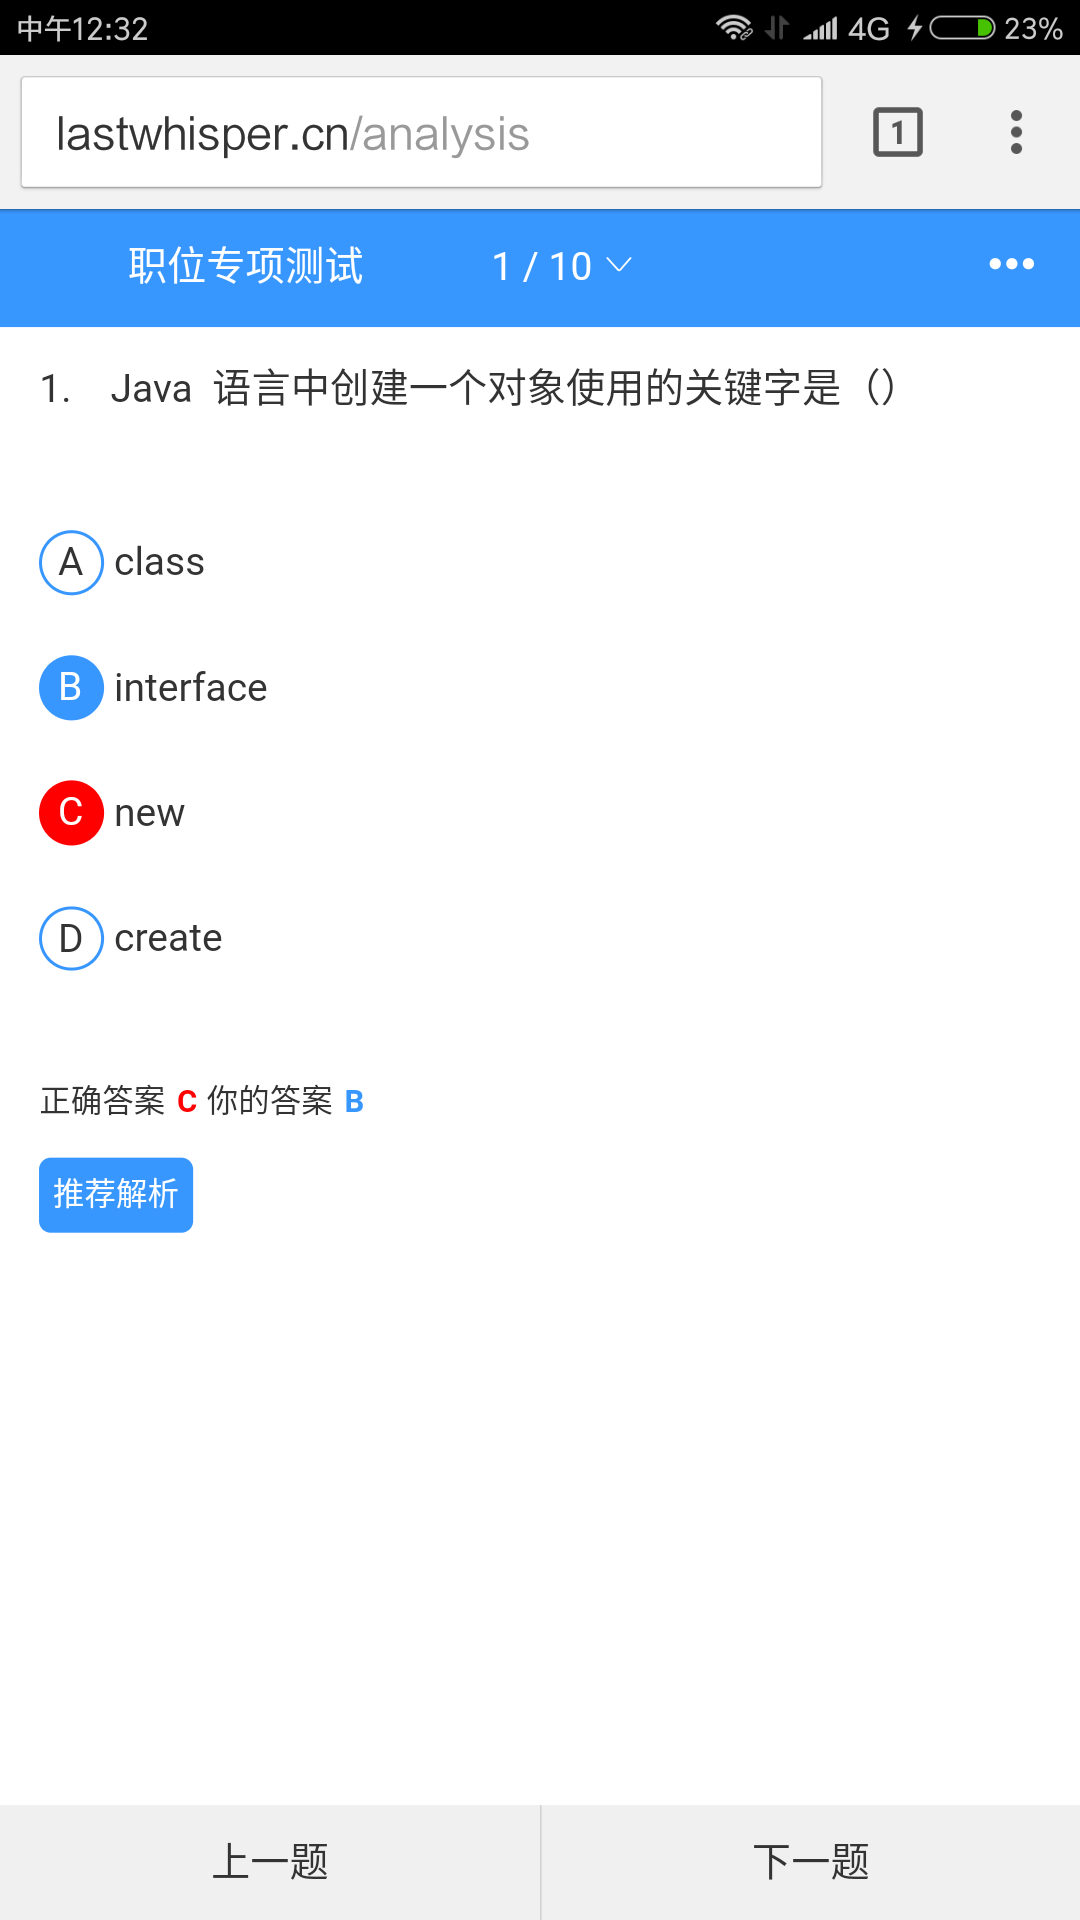 中午12:32 4G 23%
lastwhisper.cn/analysis 1
职位专项测试 1 / 10
1. Java 语言中创建一个对象使用的关键字是（）
A class
B interface
C new
D create
正确答案 C 你的答案 B
推荐解析
上一题 下一题